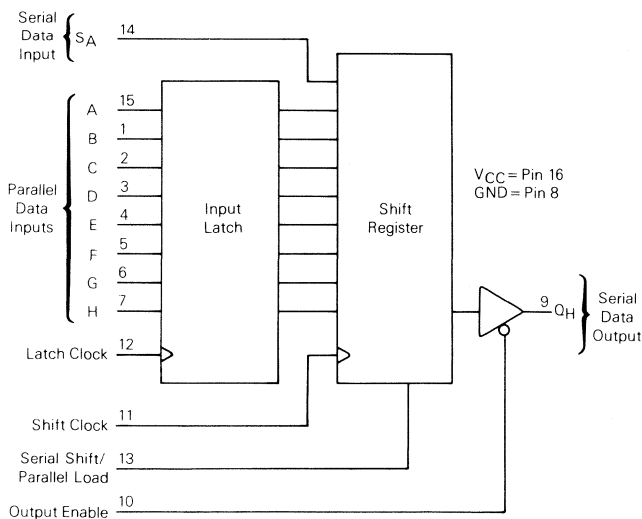 Serial
Data
Input
SA 14
Parallel
Data
Inputs
A 15
B 1
C 2
D 3
E 4
F 5
G 6
H 7
Latch Clock 12
Shift Clock 11
Serial Shift/
Parallel Load 13
Output Enable 10
Input
Latch
Shift
Register
VCC = Pin 16
GND = Pin 8
9 QH
Serial
Data
Output